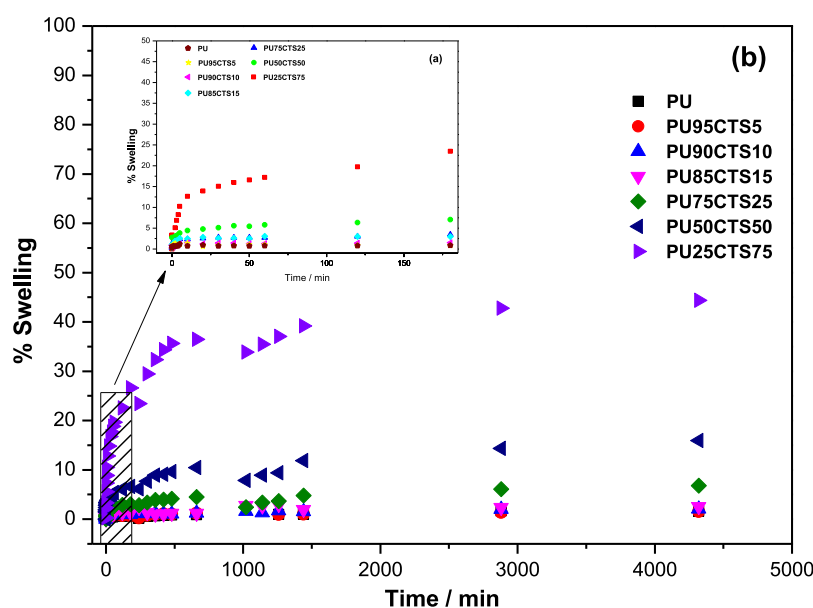 (b)
% Swelling
100
90
80
70
60
50
40
30
20
10
0
0
1000
2000
3000
4000
5000
Time / min
PU
PU95CTS5
PU90CTS10
PU85CTS15
PU75CTS25
PU50CTS50
PU25CTS75
(a)
% Swelling
50
45
40
35
30
25
20
15
10
5
0
0
50
100
150
Time / min
PU
PU95CTS5
PU90CTS10
PU85CTS15
PU75CTS25
PU50CTS50
PU25CTS75